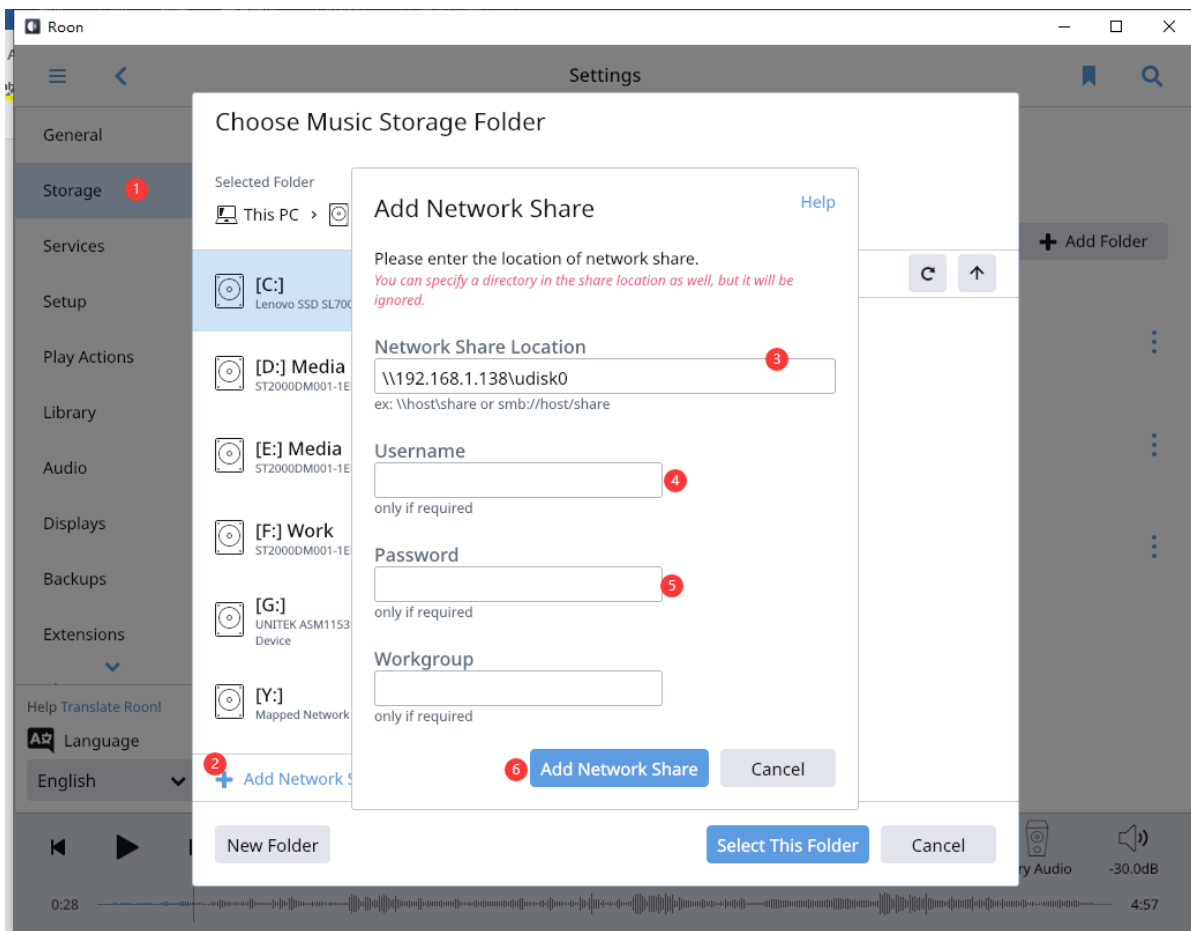 Roon
Settings
General
Storage 1
Services
Setup
Play Actions
Library
Audio
Displays
Backups
Extensions
Help Translate Roon!
Language
English
Choose Music Storage Folder
Selected Folder
This PC >
[C:]
Lenovo SSD SL700
[D:] Media
ST2000DM001-1E
[E:] Media
ST2000DM001-1E
[F:] Work
ST2000DM001-1E
[G:]
UNITEK ASM1153
Device
[Y:]
Mapped Network
2
+ Add Network S
New Folder
Select This Folder
Cancel
+ Add Folder
Add Network Share
Help
Please enter the location of network share.
You can specify a directory in the share location as well, but it will be
ignored.
Network Share Location
3
\\192.168.1.138\udisk0
ex: \\host\share or smb://host/share
Username
4
only if required
Password
5
only if required
Workgroup
only if required
6 Add Network Share
Cancel
ry Audio
-30.0dB
0:28
4:57